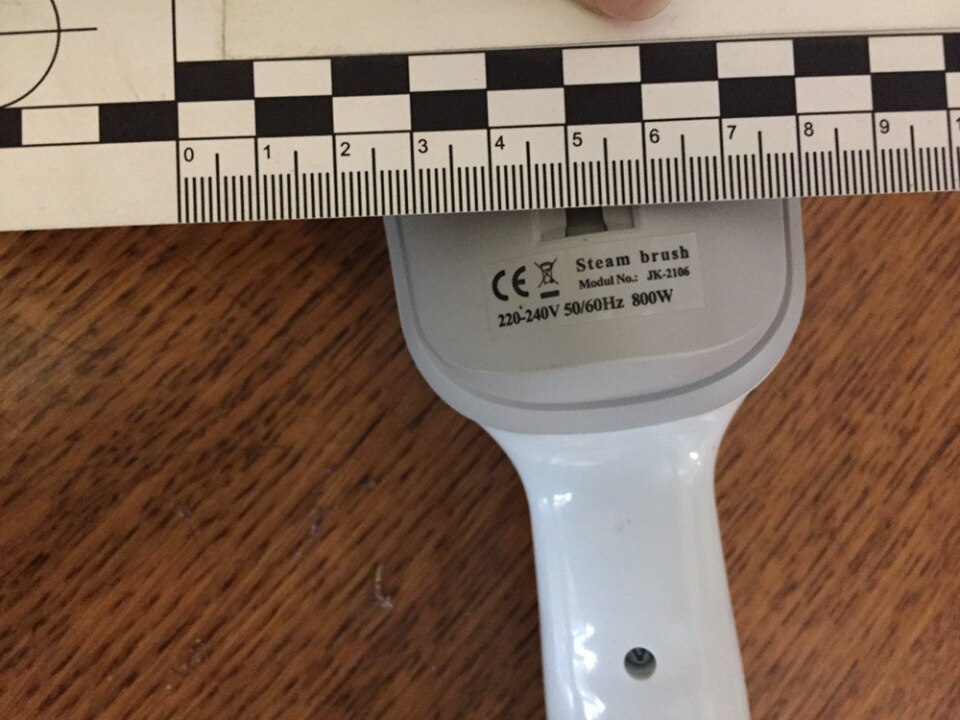 0 1 2 3 4 5 6 7 8 9 1
CE Steam brush
Modul No.: JK-2106
220-240V 50/60Hz 800W